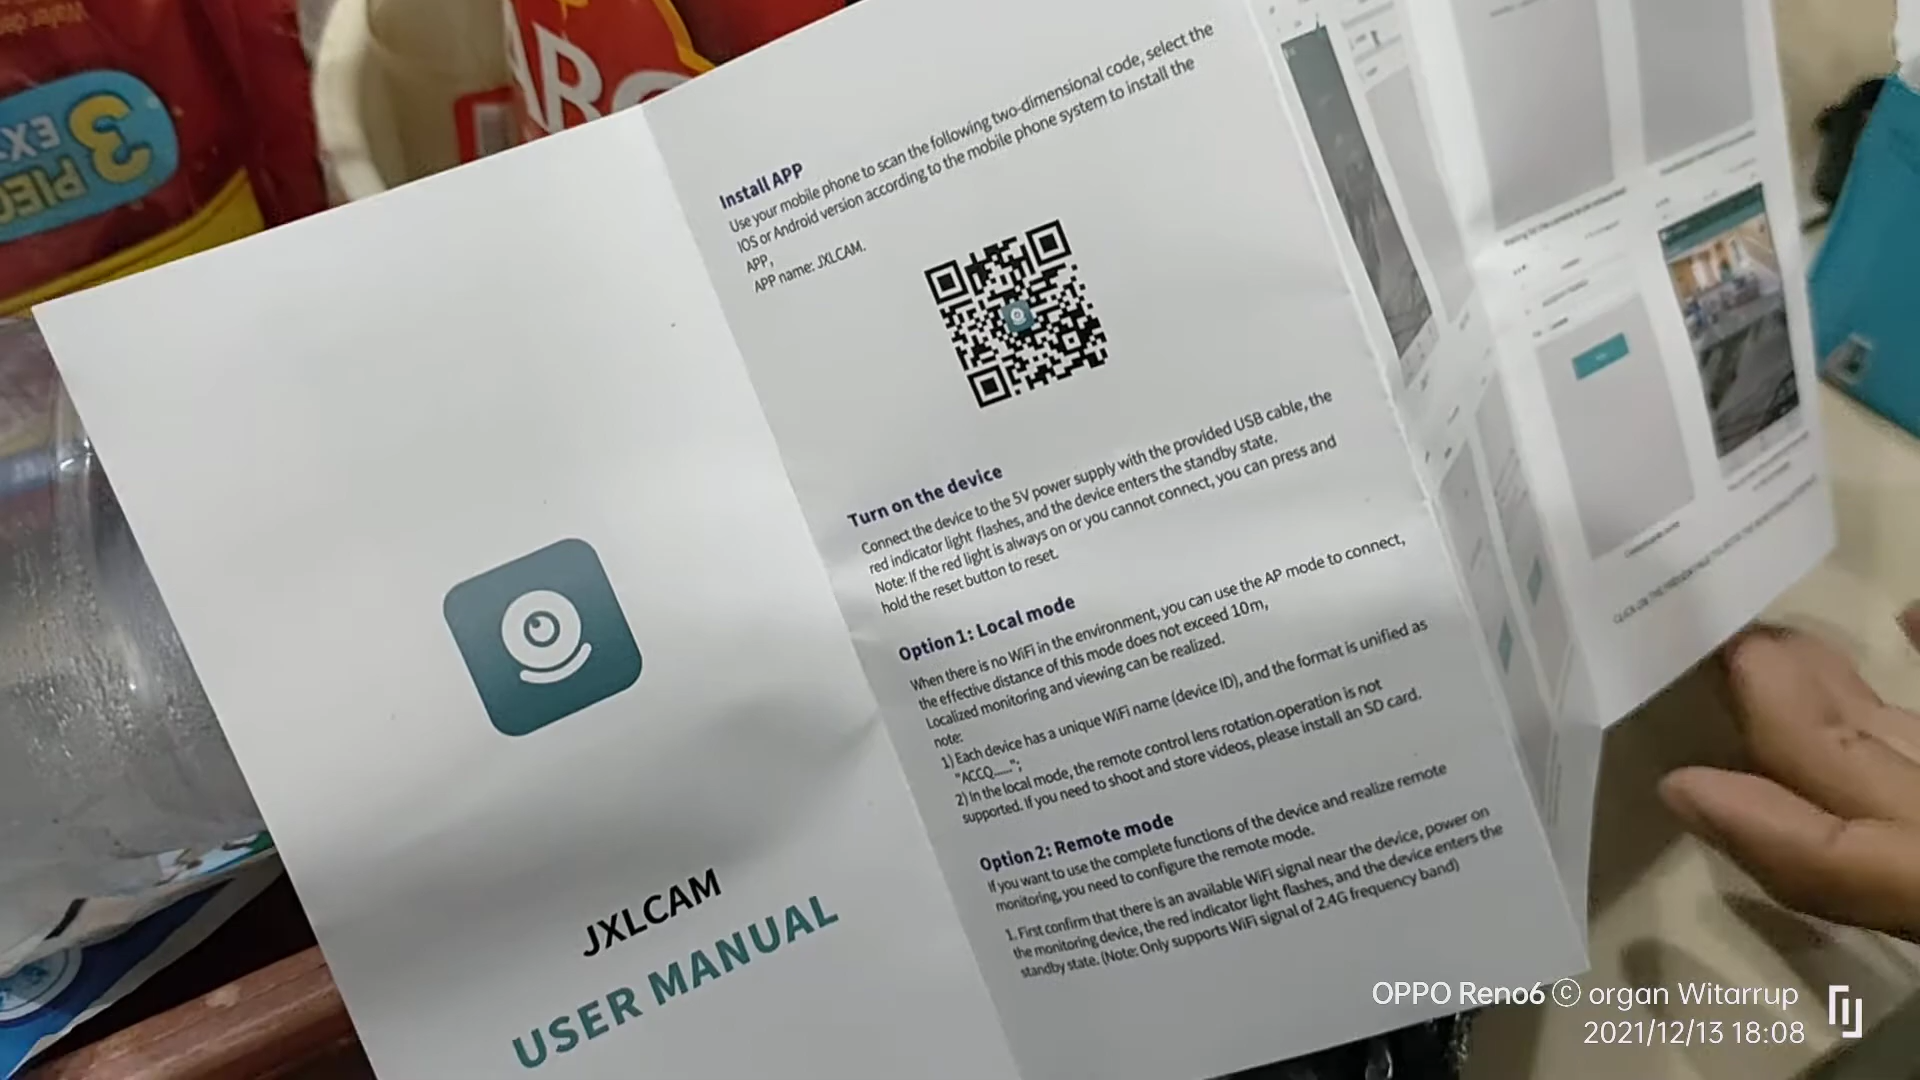 3
PIEC
EX
ABC
JXLCAM
USER MANUAL
Install APP
Use your mobile phone to scan the following two-dimensional code, select the
IOS or Android version according to the mobile phone system to install the
APP,
APP name: JXLCAM.
Turn on the device
Connect the device to the 5V power supply with the provided USB cable, the
red indicator light flashes, and the device enters the standby state.
Note: If the red light is always on or you cannot connect, you can press and
hold the reset button to reset.
Option 1: Local mode
When there is no WiFi in the environment, you can use the AP mode to connect,
the effective distance of this mode does not exceed 10m,
Localized monitoring and viewing can be realized.
note:
1) Each device has a unique WiFi name (device ID), and the format is unified as
"ACCQ......";
2) In the local mode, the remote control lens rotation operation is not
supported. If you need to shoot and store videos, please install an SD card.
Option 2: Remote mode
If you want to use the complete functions of the device and realize remote
monitoring, you need to configure the remote mode.
1. First confirm that there is an available WiFi signal near the device, power on
the monitoring device, the red indicator light flashes, and the device enters the
standby state. (Note: Only supports WiFi signal of 2.4G frequency band)
OPPO Reno6 © organ Witarrup
2021/12/13 18:08